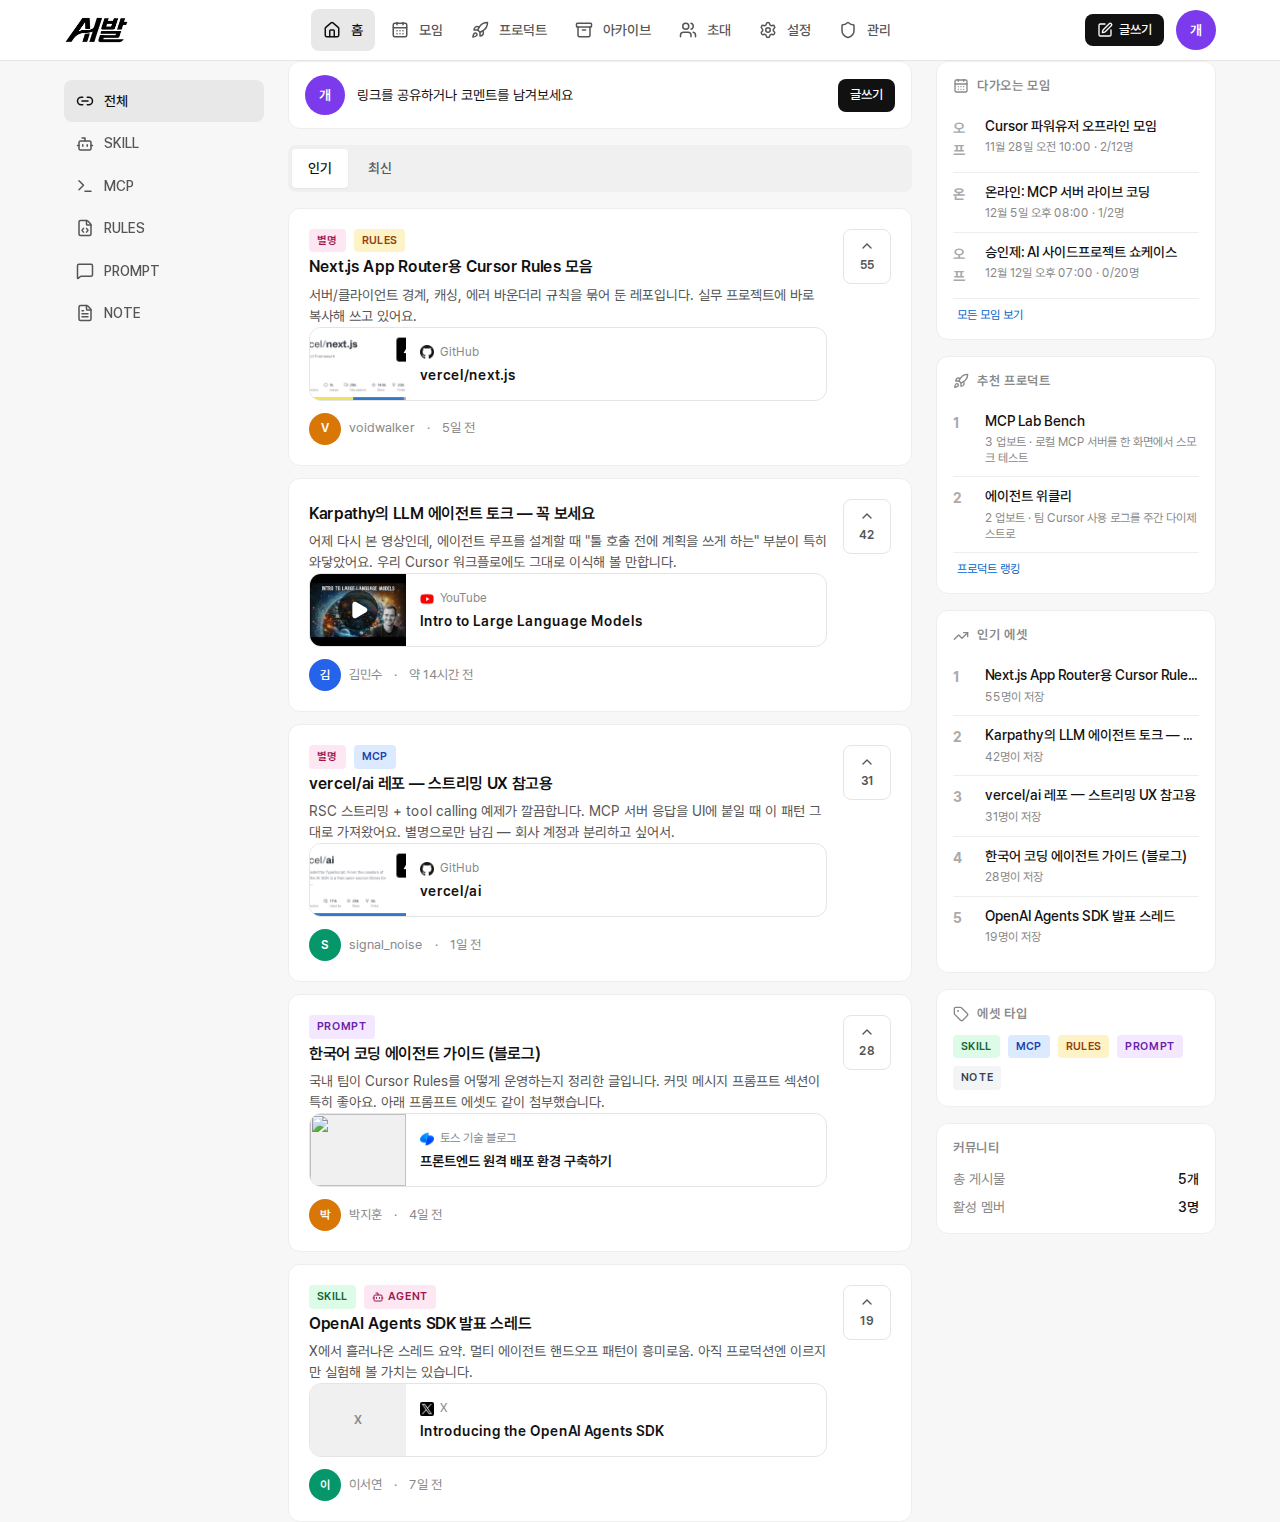 AI발
홈
모임
프로덕트
아카이브
초대
설정
관리
글쓰기
개
전체
SKILL
MCP
RULES
PROMPT
NOTE
개
링크를 공유하거나 코멘트를 남겨보세요
글쓰기
인기
최신
별명
RULES
Next.js App Router용 Cursor Rules 모음
서버/클라이언트 경계, 캐싱, 에러 바운더리 규칙을 묶어 둔 레포입니다. 실무 프로젝트에 바로
복사해 쓰고 있어요.
55
cel/next.js
GitHub
vercel/next.js
V
voidwalker · 5일 전
Karpathy의 LLM 에이전트 토크 — 꼭 보세요
어제 다시 본 영상인데, 에이전트 루프를 설계할 때 "툴 호출 전에 계획을 쓰게 하는" 부분이 특히
와닿았어요. 우리 Cursor 워크플로에도 그대로 이식해 볼 만합니다.
42
INTRO TO LARGE LANGUAGE MODELS
YouTube
Intro to Large Language Models
김
김민수 · 약 14시간 전
별명
MCP
vercel/ai 레포 — 스트리밍 UX 참고용
RSC 스트리밍 + tool calling 예제가 깔끔합니다. MCP 서버 응답을 UI에 붙일 때 이 패턴 그
대로 가져왔어요. 별명으로만 남김 — 회사 계정과 분리하고 싶어서.
31
cel/ai
GitHub
vercel/ai
S
signal_noise · 1일 전
PROMPT
한국어 코딩 에이전트 가이드 (블로그)
국내 팀이 Cursor Rules를 어떻게 운영하는지 정리한 글입니다. 커밋 메시지 프롬프트 섹션이
특히 좋아요. 아래 프롬프트 에셋도 같이 첨부했습니다.
28
토스 기술 블로그
프론트엔드 원격 배포 환경 구축하기
박
박지훈 · 4일 전
SKILL
AGENT
OpenAI Agents SDK 발표 스레드
X에서 흘러나온 스레드 요약. 멀티 에이전트 핸드오프 패턴이 흥미로움. 아직 프로덕션엔 이르지
만 실험해 볼 가치는 있습니다.
19
X
X
Introducing the OpenAI Agents SDK
이
이서연 · 7일 전
다가오는 모임
오
프
Cursor 파워유저 오프라인 모임
11월 28일 오전 10:00 · 2/12명
온
온라인: MCP 서버 라이브 코딩
12월 5일 오후 08:00 · 1/2명
오
프
승인제: AI 사이드프로젝트 쇼케이스
12월 12일 오후 07:00 · 0/20명
모든 모임 보기
추천 프로덕트
1
MCP Lab Bench
3 업보트 · 로컬 MCP 서버를 한 화면에서 스모
크 테스트
2
에이전트 위클리
2 업보트 · 팀 Cursor 사용 로그를 주간 다이제
스트로
프로덕트 랭킹
인기 에셋
1
Next.js App Router용 Cursor Rule...
55명이 저장
2
Karpathy의 LLM 에이전트 토크 — ...
42명이 저장
3
vercel/ai 레포 — 스트리밍 UX 참고용
31명이 저장
4
한국어 코딩 에이전트 가이드 (블로그)
28명이 저장
5
OpenAI Agents SDK 발표 스레드
19명이 저장
에셋 타입
SKILL
MCP
RULES
PROMPT
NOTE
커뮤니티
총 게시물
5개
활성 멤버
3명